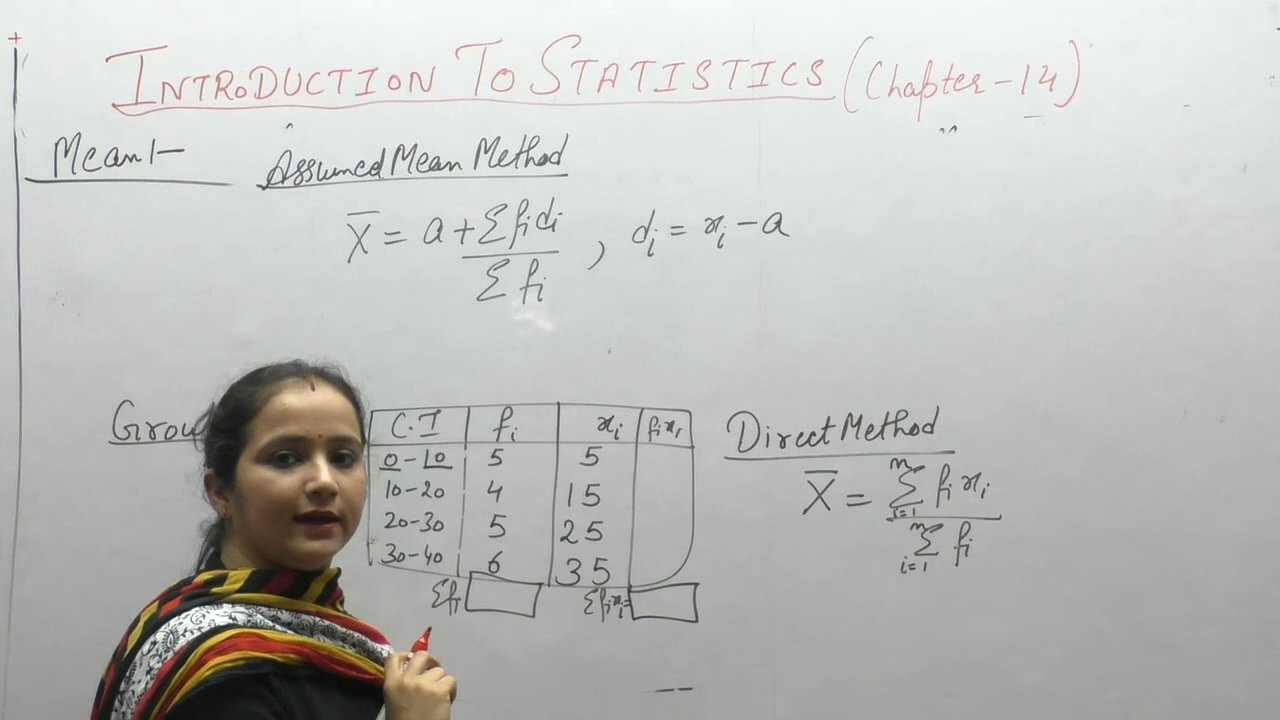 INTRODUCTION TO STATISTICS (Chapter-14)
Mean:- Assumed Mean Method
X̄ = a + Σfidi / Σfi , di = xi - a
C.I fi xi fixi
0-10 5 5
10-20 4 15
20-30 5 25
30-40 6 35
Σfi Σfixi=
Direct Method
X̄ = Σ(i=1 to n) fixi / Σ(i=1 to n) fi